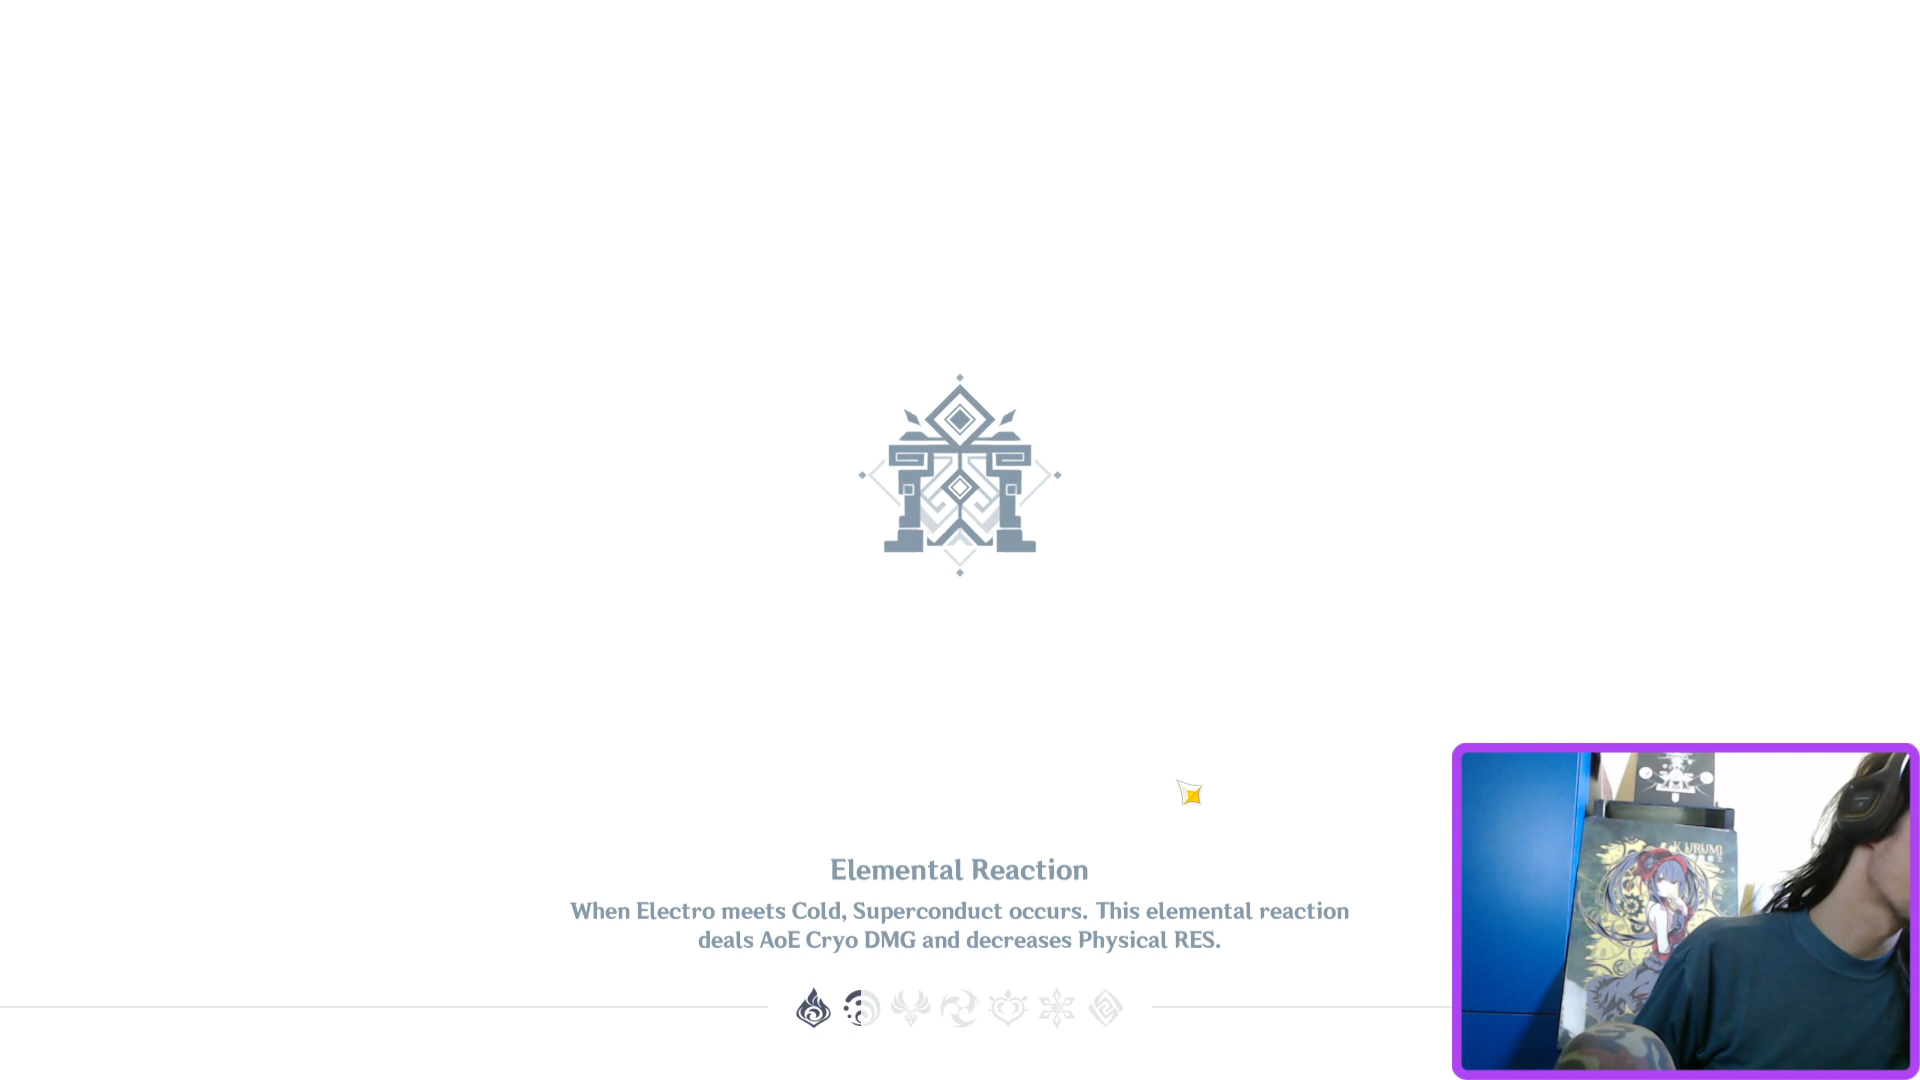 Elemental Reaction
When Electro meets Cold, Superconduct occurs. This elemental reaction
deals AoE Cryo DMG and decreases Physical RES.
KURUMI